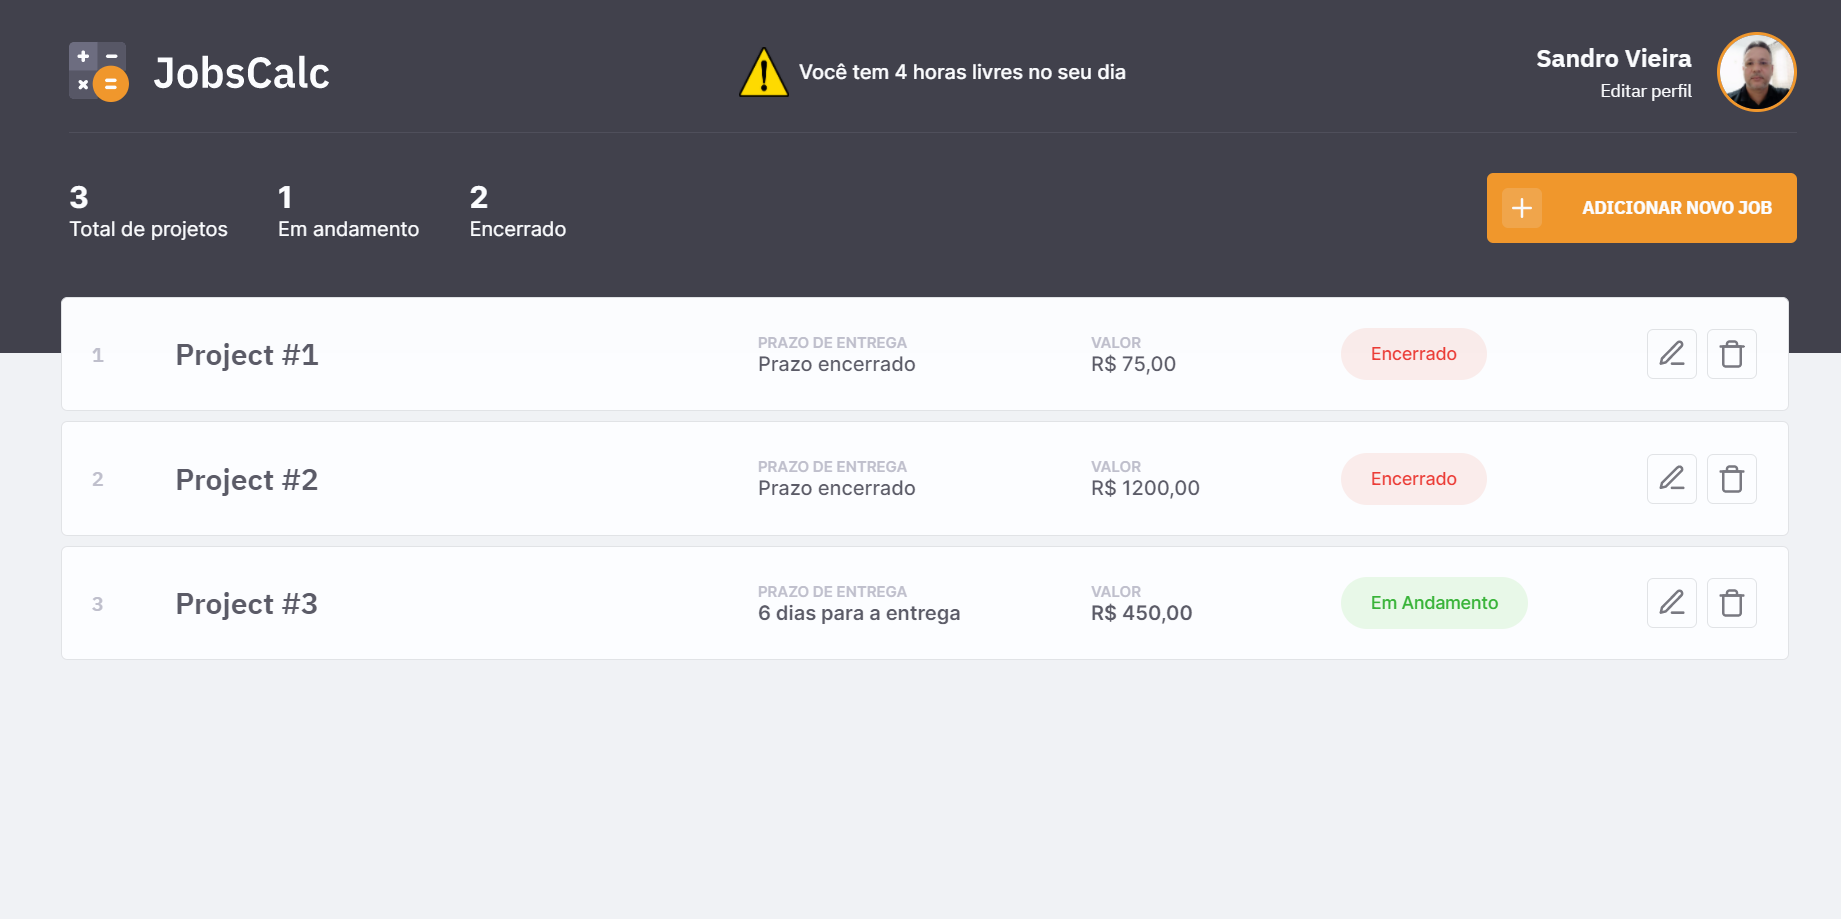 JobsCalc
Você tem 4 horas livres no seu dia
Sandro Vieira
Editar perfil
3
Total de projetos
1
Em andamento
2
Encerrado
ADICIONAR NOVO JOB
1
Project #1
PRAZO DE ENTREGA
Prazo encerrado
VALOR
R$ 75,00
Encerrado
2
Project #2
PRAZO DE ENTREGA
Prazo encerrado
VALOR
R$ 1200,00
Encerrado
3
Project #3
PRAZO DE ENTREGA
6 dias para a entrega
VALOR
R$ 450,00
Em Andamento